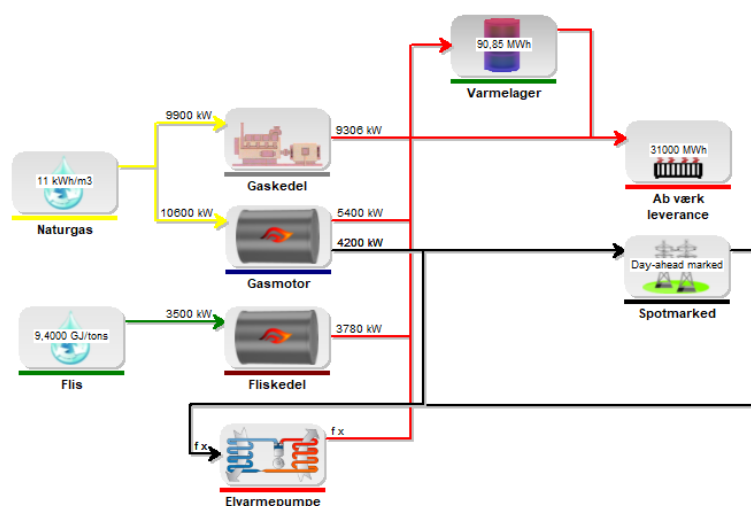 90,85 MWh
Varmelager
9900 kW
9306 kW
Gaskedel
11 kWh/m3
Naturgas
31000 MWh
Ab værk
leverance
10600 kW
5400 kW
4200 kW
Gasmotor
Day-ahead marked
Spotmarked
9,4000 GJ/tons
Flis
3500 kW
3780 kW
Fliskedel
f x
f x
Elvarmepumpe